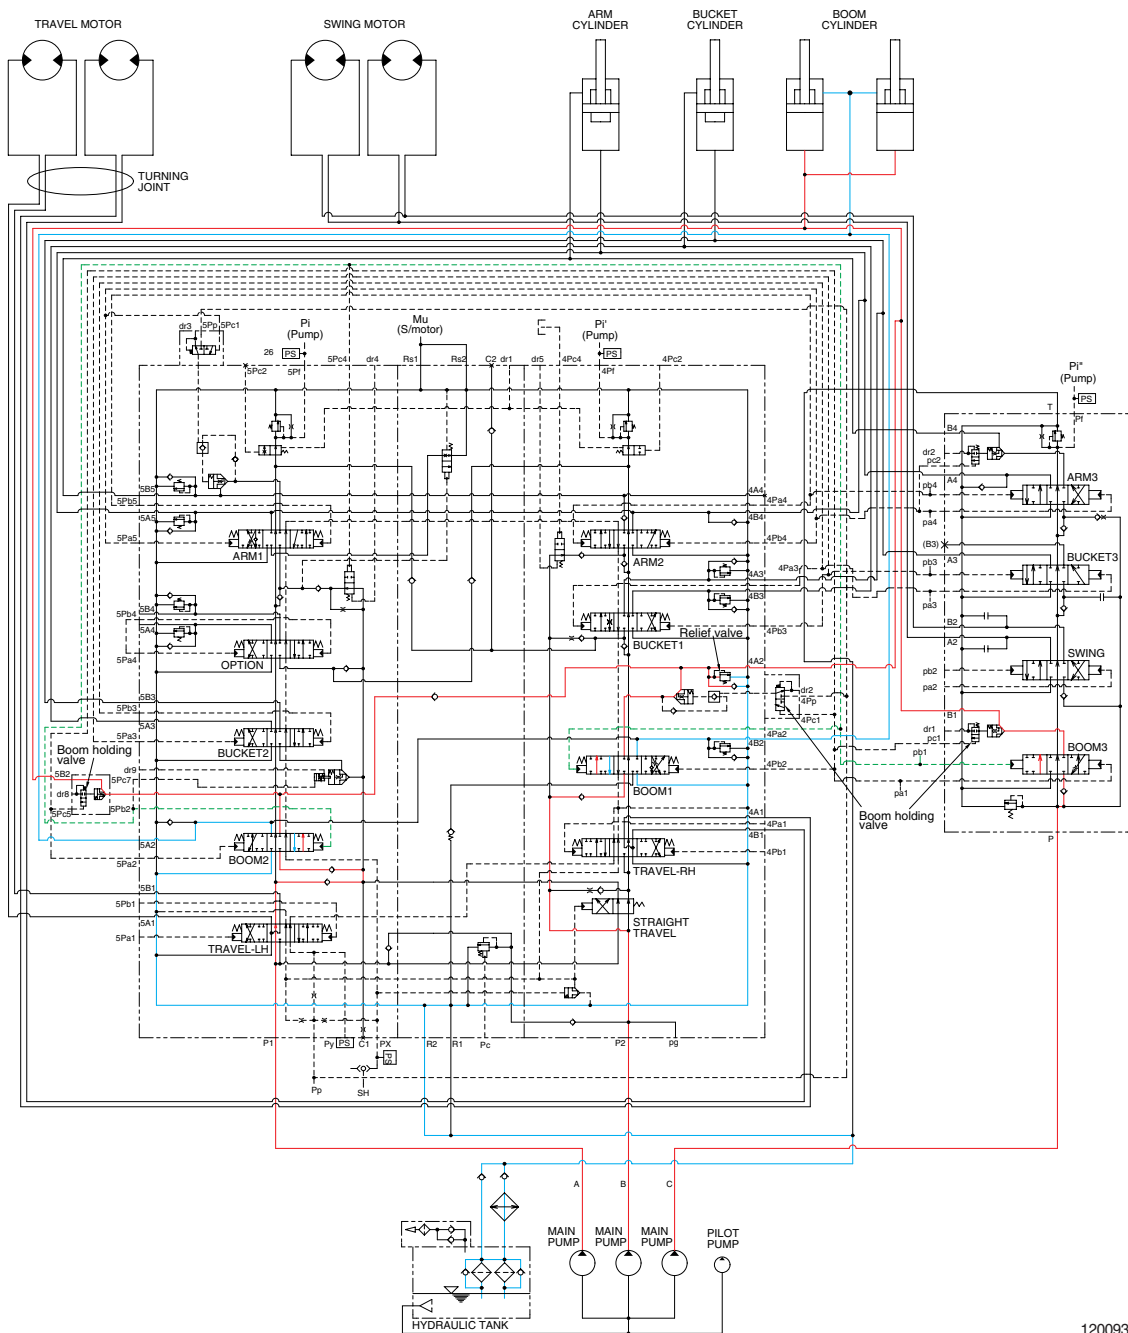 TRAVEL MOTOR
SWING MOTOR
ARM
CYLINDER
BUCKET
CYLINDER
BOOM
CYLINDER
TURNING
JOINT
dr3
5Pp
5Pc1
Pi
(Pump)
26
PS
5Pc2
5Pf
5Pc4
dr4
Mu
(S/motor)
Rs1
Rs2
C2
dr1
dr5
4Pc4
Pi'
(Pump)
PS
4Pf
4Pc2
Pi"
(Pump)
PS
T
Pf
B4
dr2
pc2
A4
ARM3
pb4
pa4
(B3)
A3
BUCKET3
pb3
pa3
B2
A2
SWING
pb2
pa2
B1
dr1
pc1
pb1
BOOM3
pa1
Boom holding
valve
P
5B5
5Pb5
5A5
5Pa5
ARM1
5B4
5Pb4
5A4
5Pa4
OPTION
5B3
5Pb3
5A3
5Pa3
BUCKET2
Boom holding
valve
dr9
5B2
5Pc7
dr8
5Pb2
5Pc5
5A2
5Pa2
BOOM2
5B1
5Pb1
5A1
5Pa1
TRAVEL-LH
4A4
4Pa4
4B4
4Pb4
ARM2
4Pa3
4A3
4B3
4Pb3
BUCKET1
Relief valve
4A2
dr2
4Pp
4Pc1
4Pa2
4B2
4Pb2
BOOM1
4A1
4Pa1
4B1
4Pb1
TRAVEL-RH
STRAIGHT
TRAVEL
P1
Py
PS
C1
PX
PS
R2
R1
Pc
P2
pg
Pp
SH
A
B
C
MAIN
PUMP
MAIN
PUMP
MAIN
PUMP
PILOT
PUMP
HYDRAULIC TANK
120093